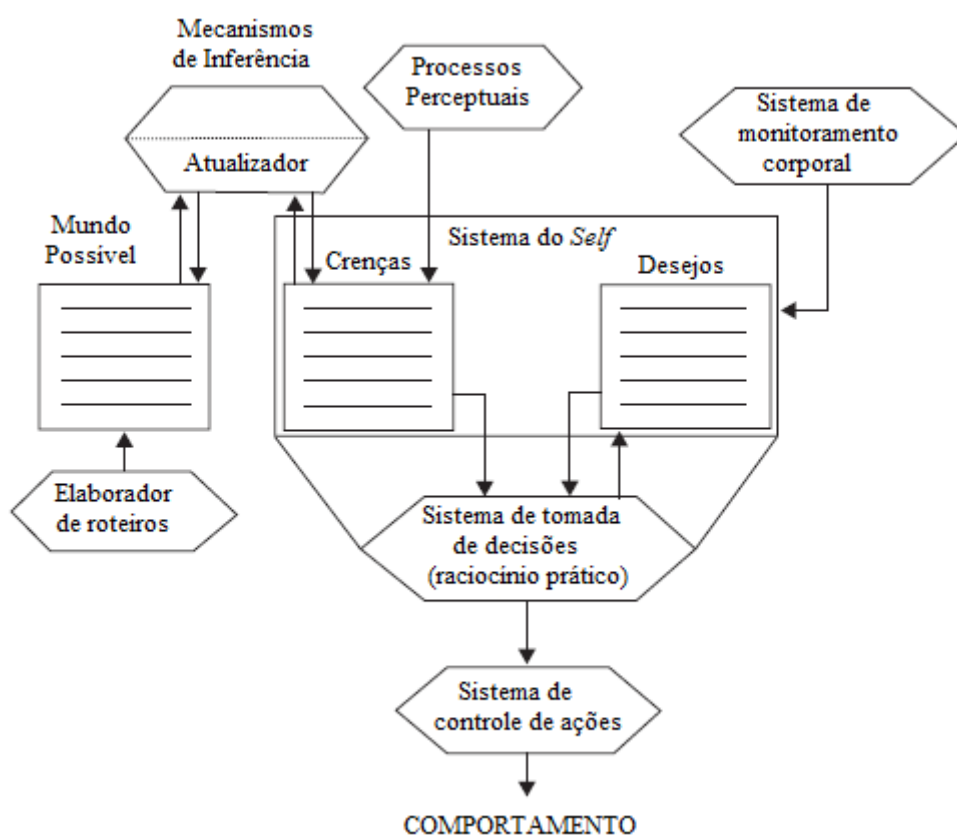 Mecanismos
de Inferência
Processos
Perceptuais
Sistema de
monitoramento
corporal
Atualizador
Mundo
Possível
Sistema do Self
Crenças
Desejos
Elaborador
de roteiros
Sistema de tomada
de decisões
(raciocínio prático)
Sistema de
controle de ações
COMPORTAMENTO